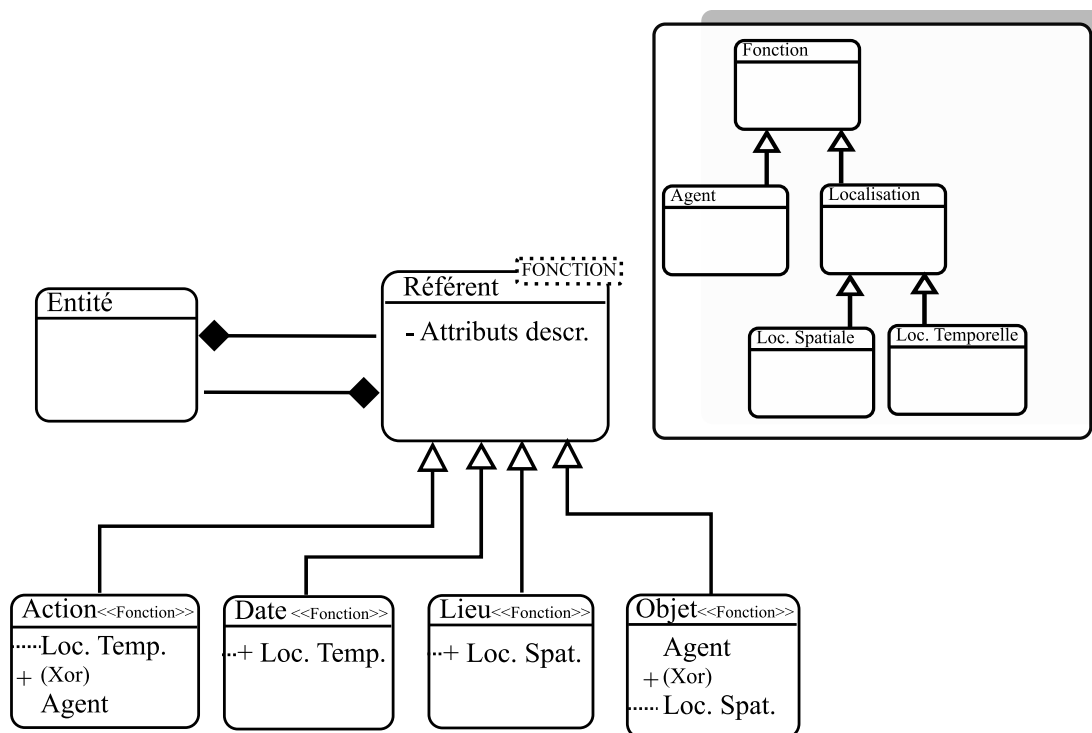 Fonction
Agent
Localisation
Loc. Spatiale
Loc. Temporelle
Entité
FONCTION
Référent
- Attributs descr.
Action<<Fonction>>
Loc. Temp.
+ (Xor)
Agent
Date <<Fonction>>
+ Loc. Temp.
Lieu<<Fonction>>
+ Loc. Spat.
Objet<<Fonction>>
Agent
+ (Xor)
Loc. Spat.